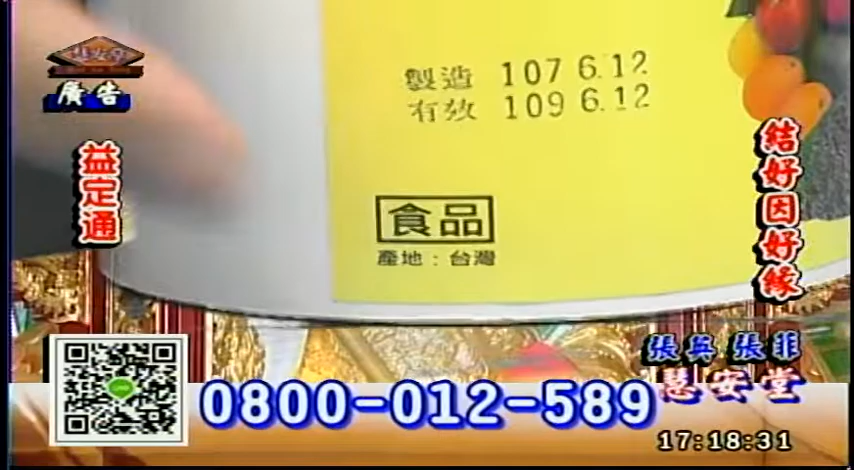 廣告
益定通
製造 107 6.12
有效 109 6.12
食品
產地：台灣
結好因好緣
張英 張菲
慧安堂
0800-012-589
17:18:31